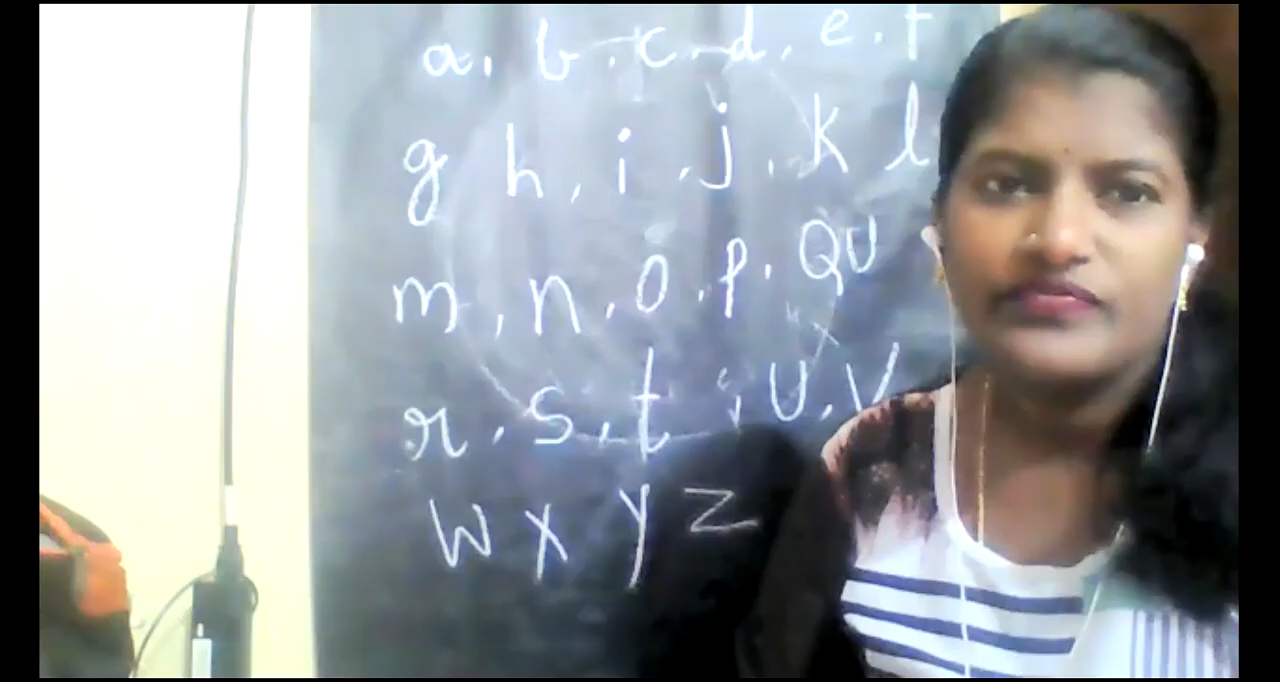 a, b, c, d, e, f
g h, i, j, k l
m, n, o, p, QU
r, s, t, U, V
W X Y Z